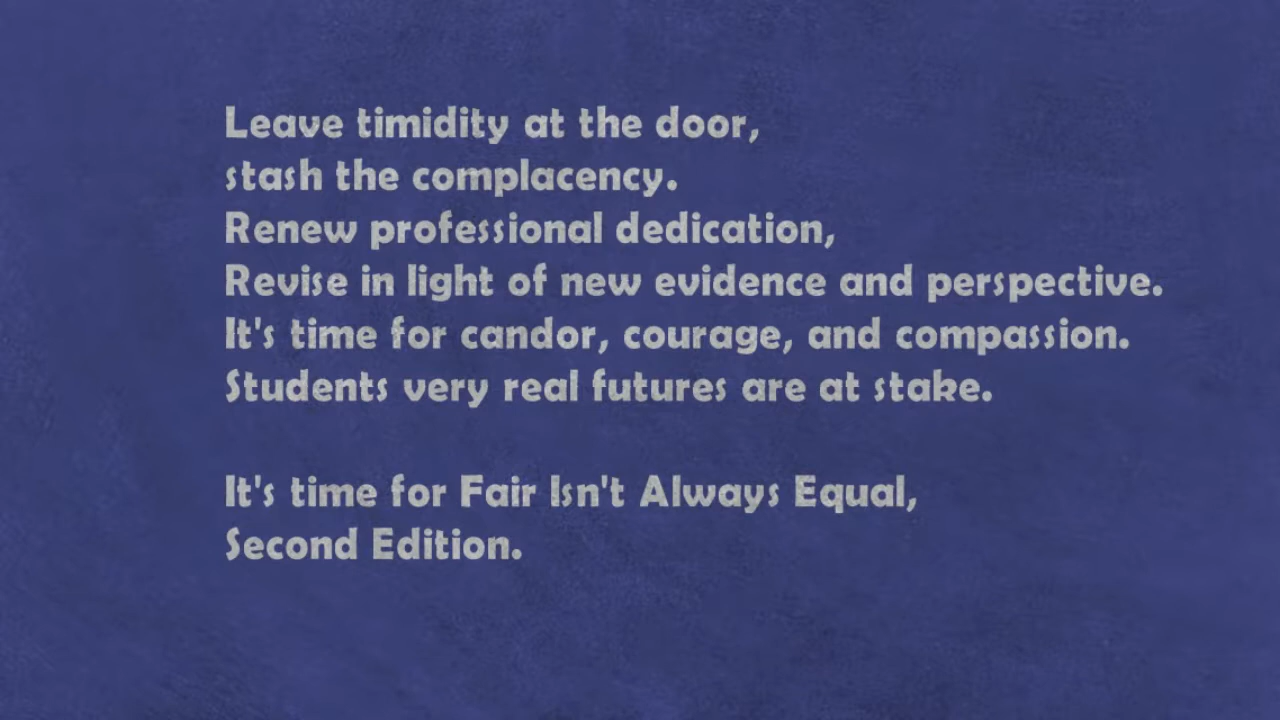 Leave timidity at the door,
stash the complacency.
Renew professional dedication,
Revise in light of new evidence and perspective.
It's time for candor, courage, and compassion.
Students very real futures are at stake.
It's time for Fair Isn't Always Equal,
Second Edition.